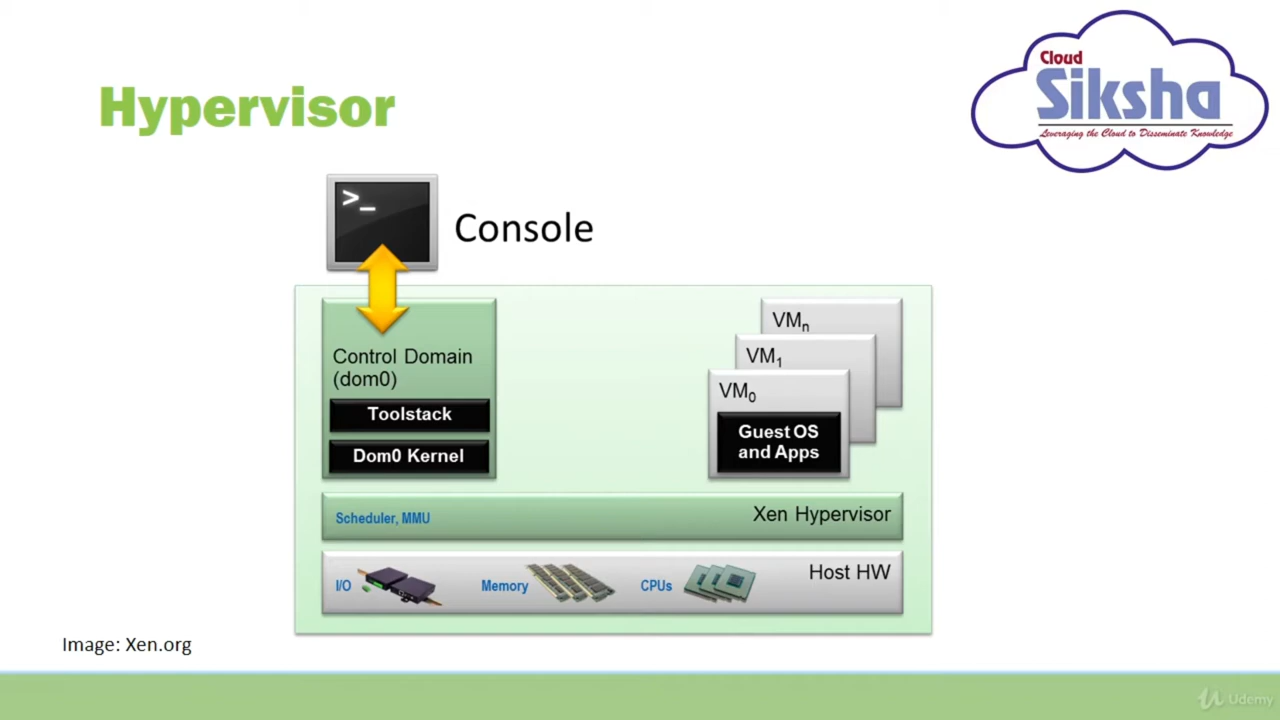 Cloud
Siksha
Leveraging the Cloud to Disseminate Knowledge
Hypervisor
>_
Console
Control Domain
(dom0)
Toolstack
Dom0 Kernel
VMn
VM1
VM0
Guest OS
and Apps
Scheduler, MMU
Xen Hypervisor
I/O
Memory
CPUs
Host HW
Image: Xen.org
Udemy